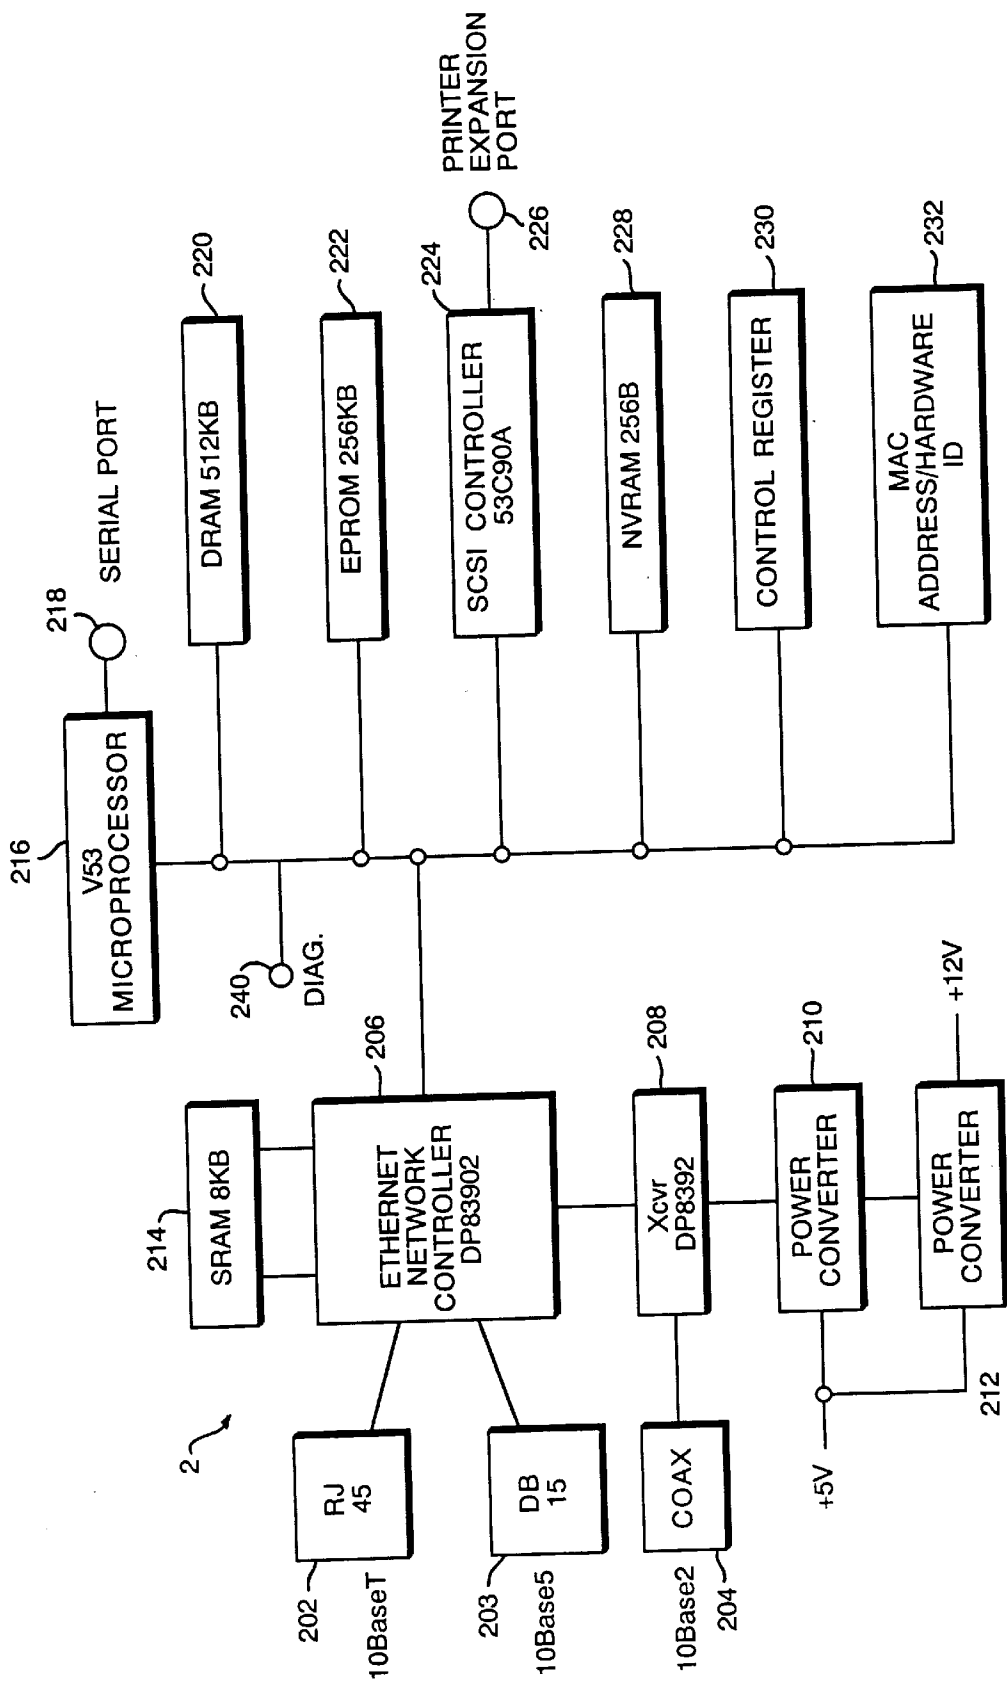 2
RJ
45
202
10BaseT
DB
15
203
10Base5
COAX
204
10Base2
SRAM 8KB
214
ETHERNET
NETWORK
CONTROLLER
DP83902
206
Xcvr
DP8392
208
POWER
CONVERTER
210
+5V
POWER
CONVERTER
212
+12V
V53
MICROPROCESSOR
216
218
SERIAL PORT
240
DIAG.
DRAM 512KB
220
EPROM 256KB
222
SCSI CONTROLLER
53C90A
224
PRINTER
EXPANSION
PORT
226
NVRAM 256B
228
CONTROL REGISTER
230
MAC
ADDRESS/HARDWARE
ID
232